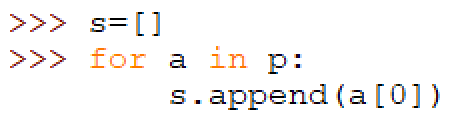 >>> s=[]
>>> for a in p:
        s.append(a[0])